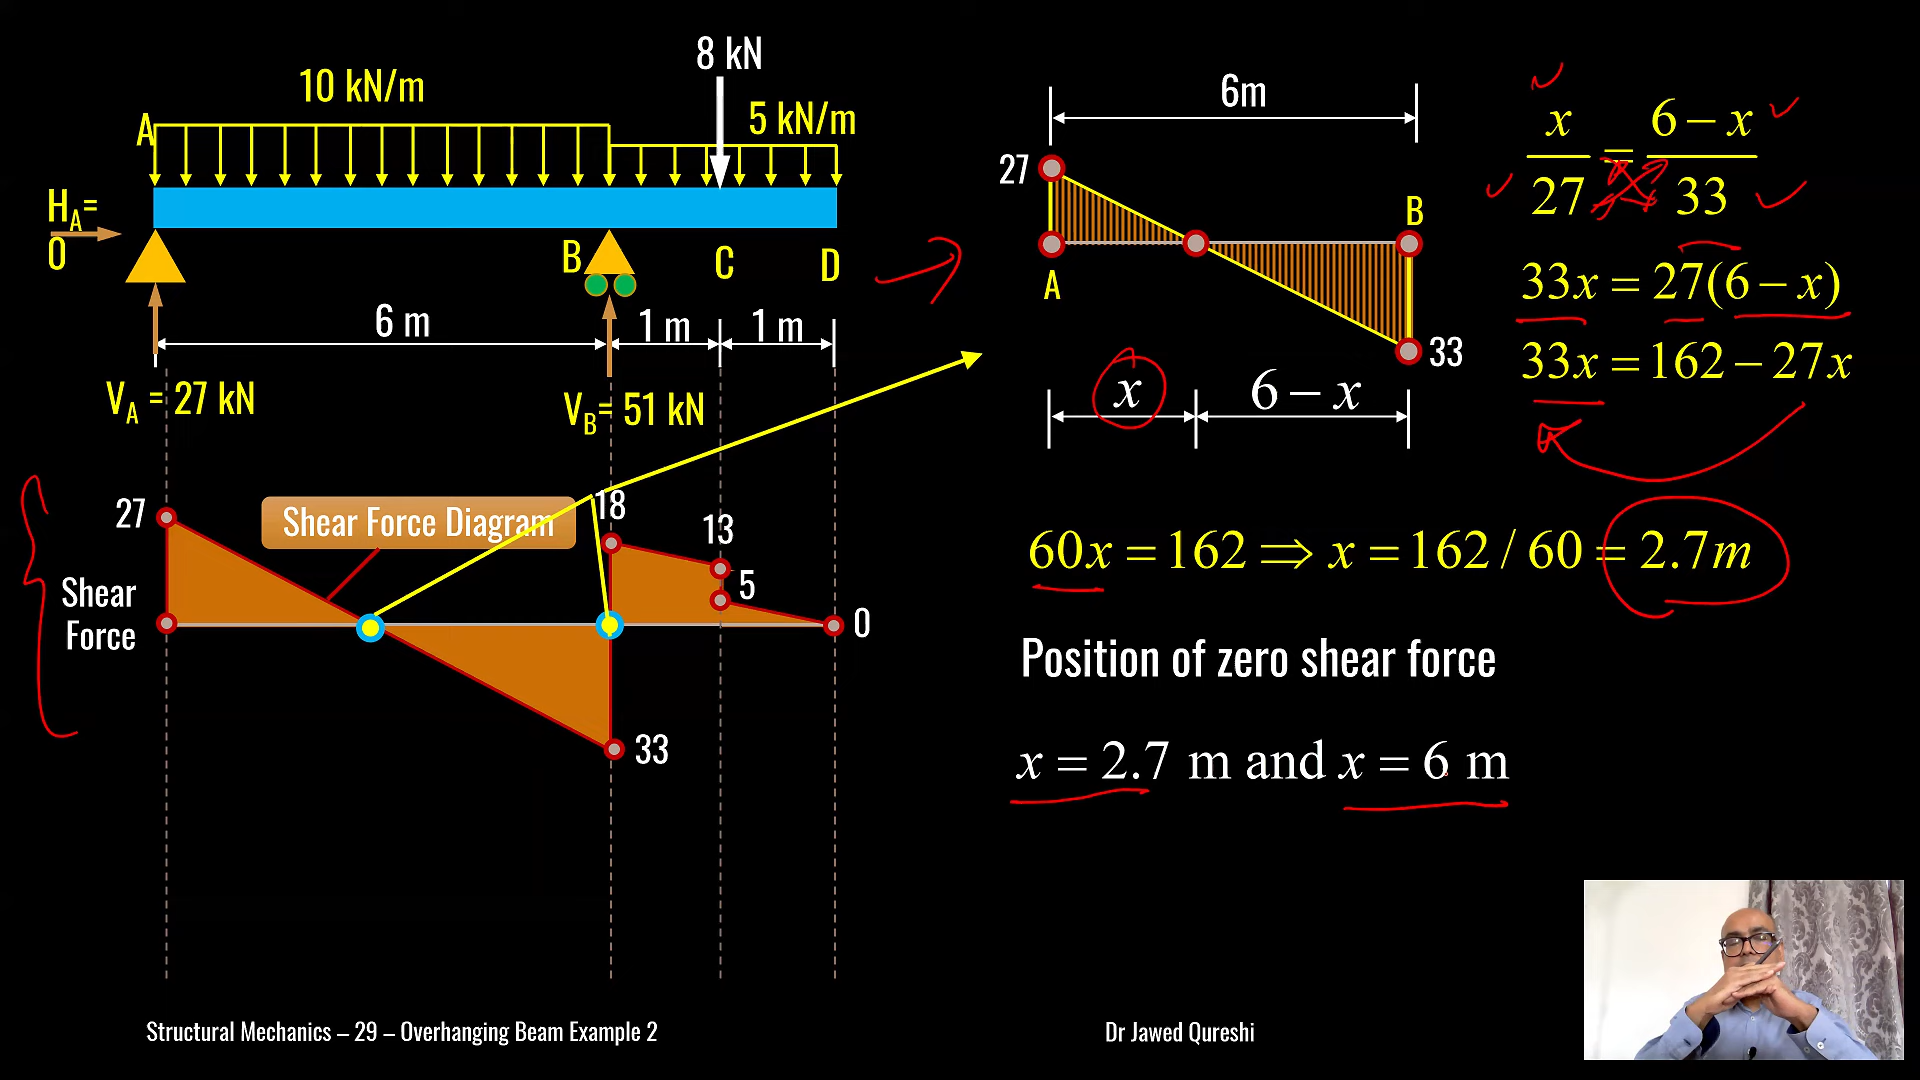 8 kN
10 kN/m
5 kN/m
A
H_A=
0
B
C
D
6 m
1 m
1 m
V_A = 27 kN
V_B= 51 kN
27
Shear Force Diagram
18
13
5
Shear
Force
0
33
6m
27
A
B
33
x
6 − x
x/27 = (6 − x)/33
33x = 27(6 − x)
33x = 162 − 27x
60x = 162 ⇒ x = 162 / 60 = 2.7m
Position of zero shear force
x = 2.7 m and x = 6 m
Structural Mechanics – 29 – Overhanging Beam Example 2
Dr Jawed Qureshi